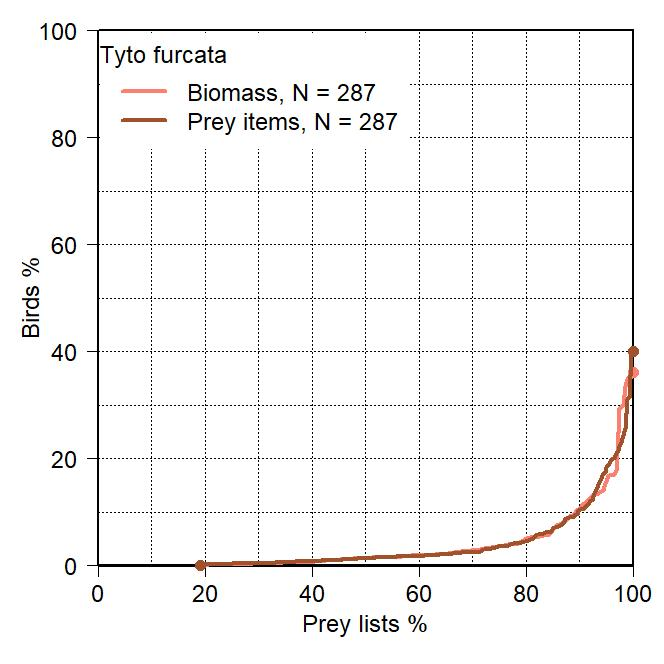 100
80
60
40
20
0
Birds %
Tyto furcata
Biomass, N = 287
Prey items, N = 287
0 20 40 60 80 100
Prey lists %